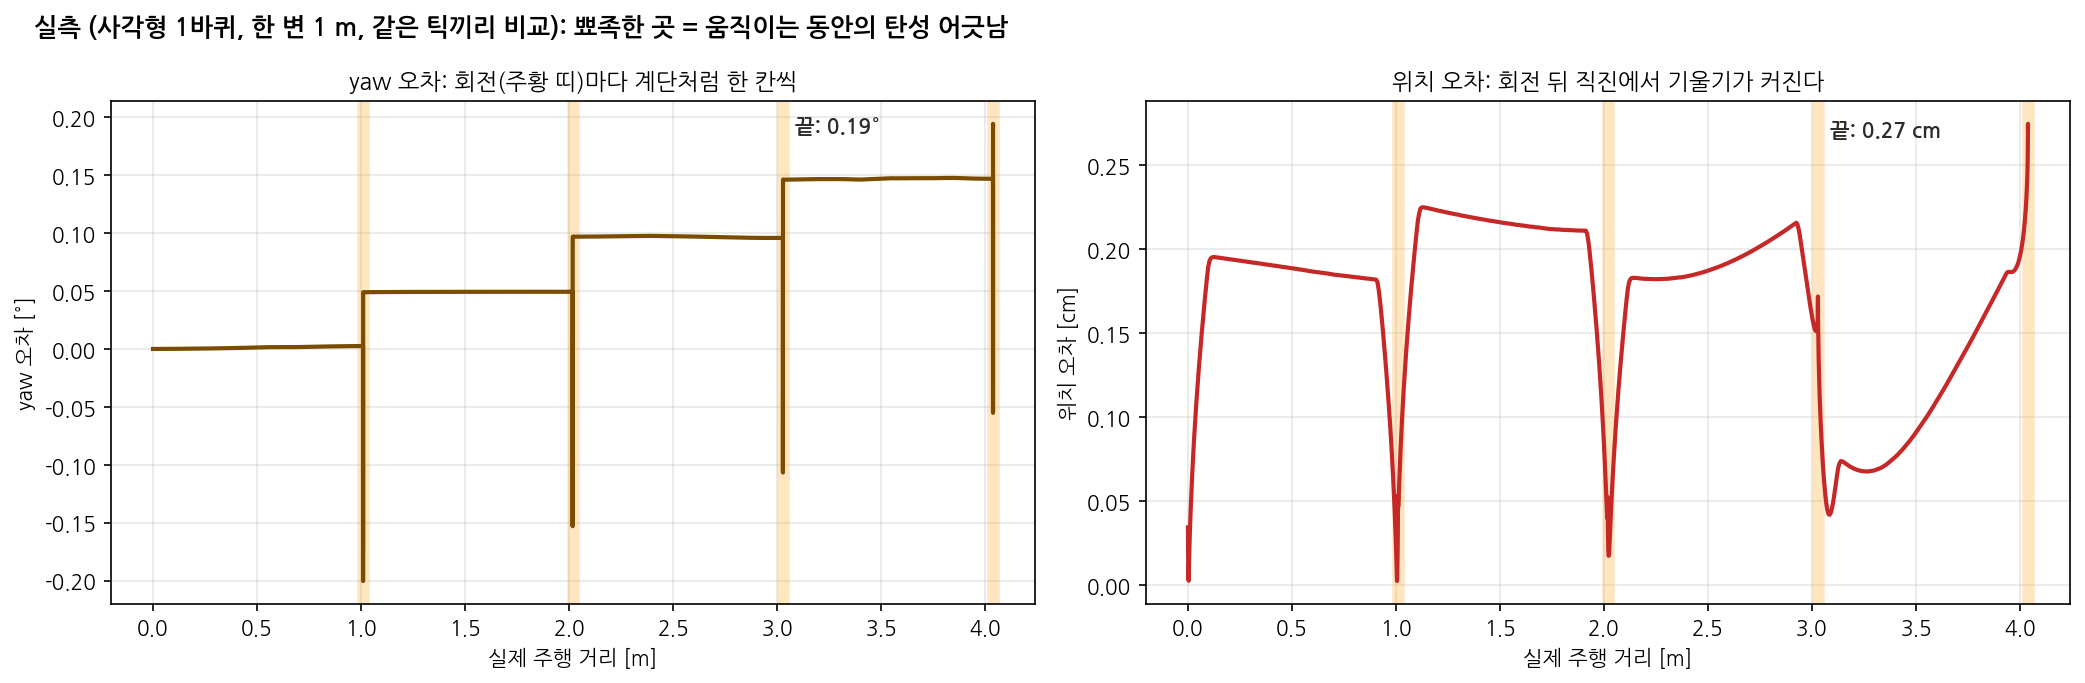 실측 (사각형 1바퀴, 한 변 1 m, 같은 틱끼리 비교): 뾰족한 곳 = 움직이는 동안의 탄성 어긋남
yaw 오차: 회전(주황 띠)마다 계단처럼 한 칸씩
끝: 0.19°
0.20
0.15
0.10
0.05
0.00
-0.05
-0.10
-0.15
-0.20
yaw 오차 [°]
0.0 0.5 1.0 1.5 2.0 2.5 3.0 3.5 4.0
실제 주행 거리 [m]
위치 오차: 회전 뒤 직진에서 기울기가 커진다
끝: 0.27 cm
0.25
0.20
0.15
0.10
0.05
0.00
위치 오차 [cm]
0.0 0.5 1.0 1.5 2.0 2.5 3.0 3.5 4.0
실제 주행 거리 [m]